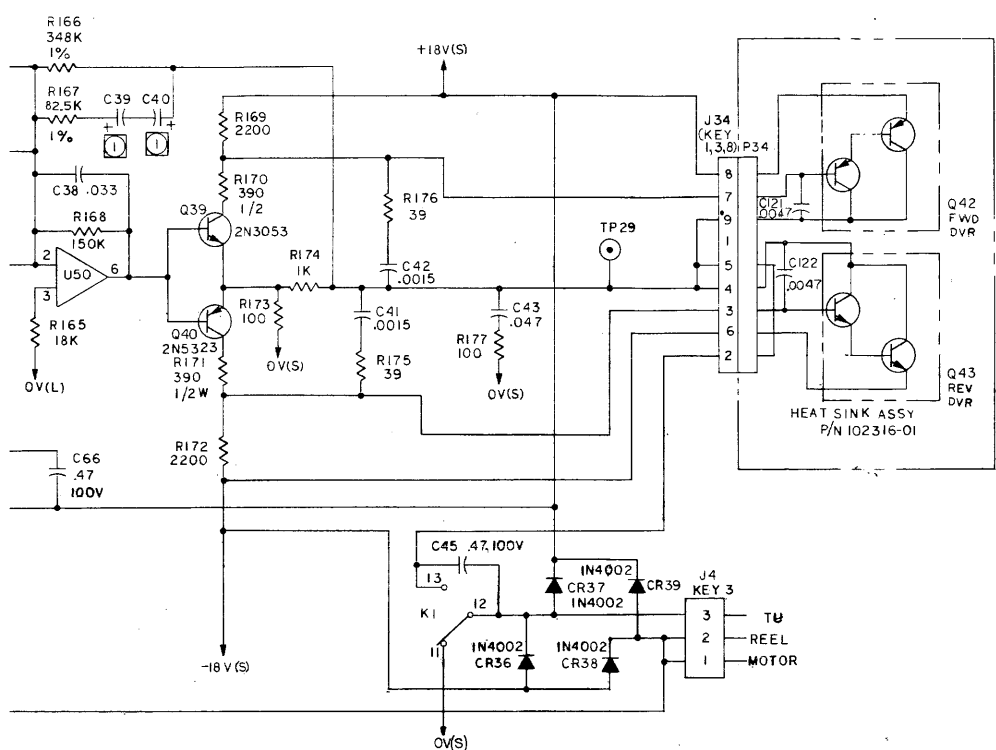 R166
348K
1%
R167
82.5K
1%
C39
C40
+
+
1
1
C38 .033
R168
150K
2
U50
6
3
R165
18K
0V(L)
+18V(S)
R169
2200
R170
390
1/2
Q39
2N3053
R174
1K
R173
100
0V(S)
Q40
2N5323
R171
390
1/2W
R172
2200
R176
39
C42
.0015
C41
.0015
R175
39
TP29
C43
.047
R177
100
0V(S)
J34
(KEY
1,3,8)
P34
8
7
9
1
5
4
3
6
2
C121
.0047
C122
.0047
Q42
FWD
DVR
Q43
REV
DVR
HEAT SINK ASSY
P/N 102316-01
C66
.47
100V
-18V(S)
C45 .47,100V
13
K1
12
11
0V(S)
1N4002
CR37
1N4002
CR39
1N4002
CR36
1N4002
CR38
J4
KEY 3
3
TU
2
REEL
1
MOTOR